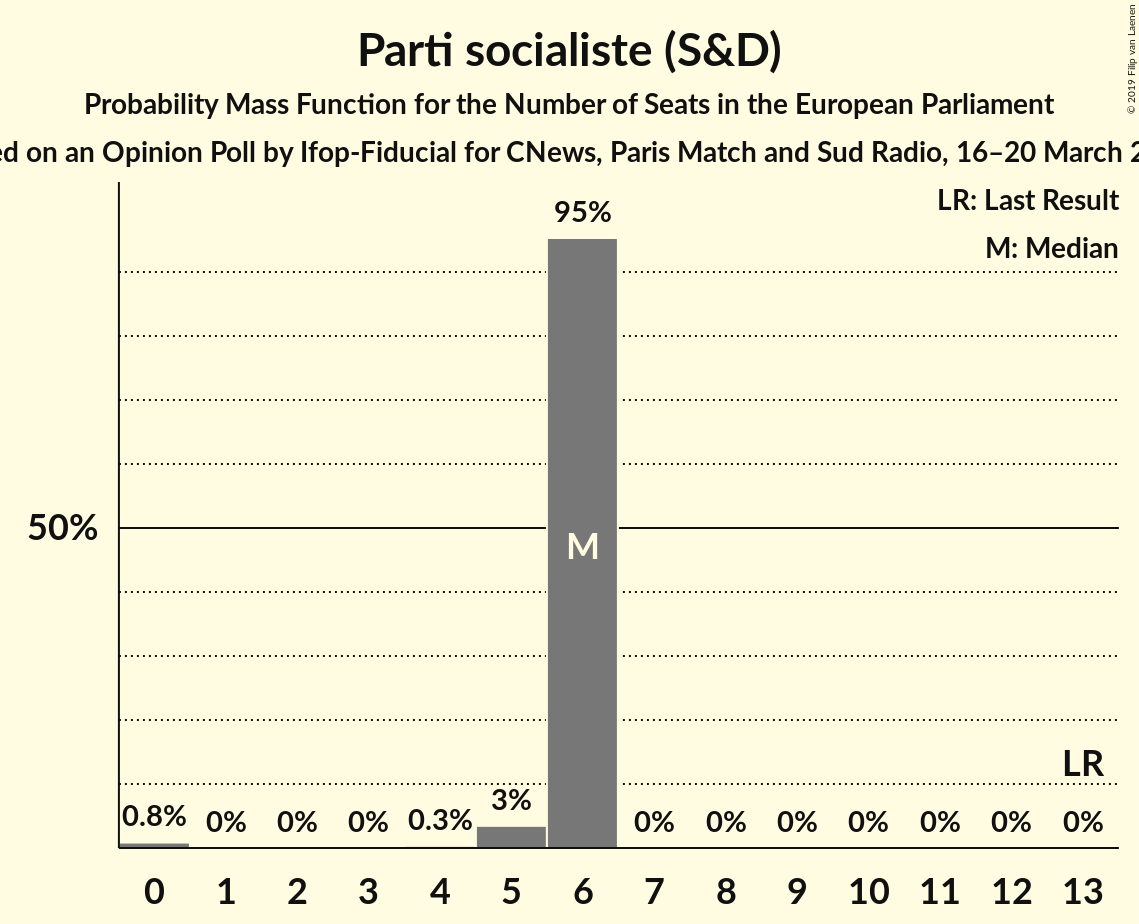 Parti socialiste (S&D)
Probability Mass Function for the Number of Seats in the European Parliament
on an Opinion Poll by Ifop-Fiducial for CNews, Paris Match and Sud Radio, 16–20 March
© 2019 Filip van Laenen
LR: Last Result
M: Median
95%
50%
M
LR
0.8% 0% 0% 0% 0.3% 3% 0% 0% 0% 0% 0% 0% 0%
0 1 2 3 4 5 6 7 8 9 10 11 12 13